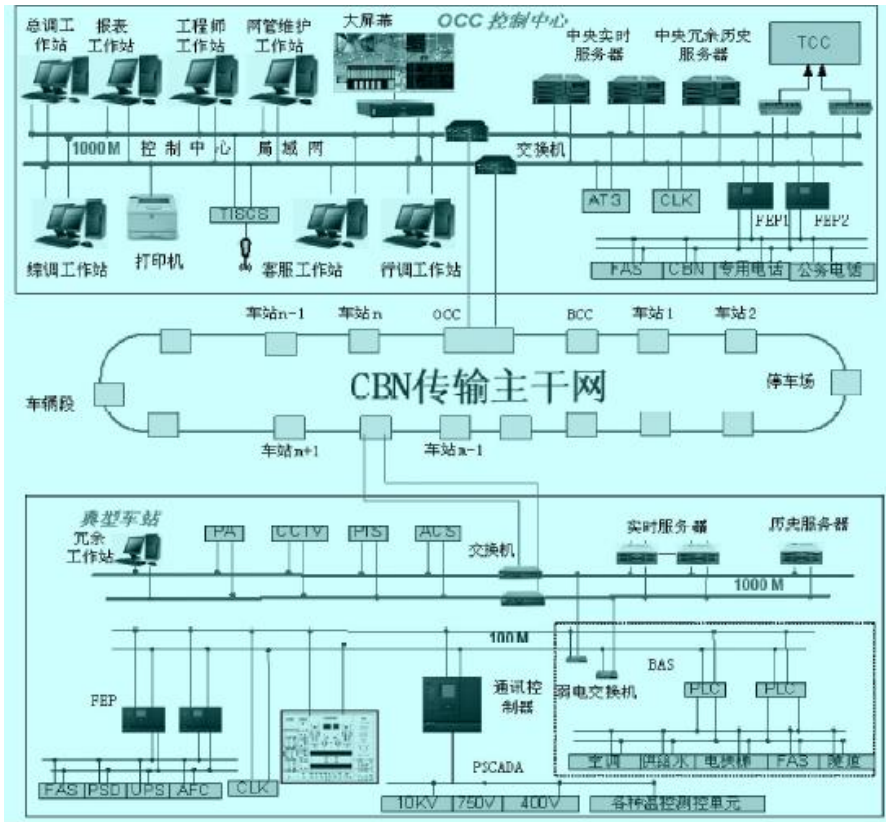 OCC 控制中心
总调工
作站
报表
工作站
工程师
工作站
网管维护
工作站
大屏幕
中央实时
服务器
中央冗余历史
服务器
TCC
1000M 控制中心 局域网
交换机
综调工作站
打印机
TISCS
客服工作站
行调工作站
ATS
CLK
FEP1
FEP2
FAS
CBN
专用电话
公务电话
车站n-1
车站n
OCC
BCC
车站1
车站2
CBN传输主干网
车辆段
停车场
车站m+1
车站m-1
典型车站
冗余
工作站
PA
CCTV
PIS
ACS
交换机
实时服务器
历史服务器
1000 M
100M
FEP
通讯控
制器
弱电交换机
BAS
PLC
PLC
PSCADA
FAS
PSD
UPS
AFC
CLK
10KV
750V
400V
各种温控测控单元
空调
供给水
电扶梯
FAS
隧道